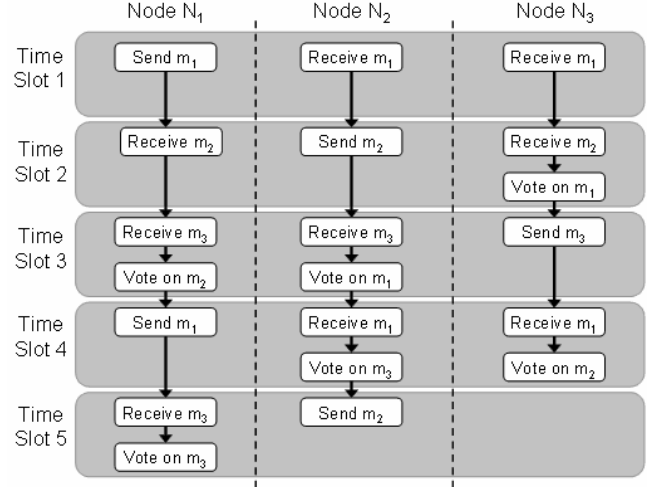 Node N₁ Node N₂ Node N₃
Time Slot 1
Send m₁ Receive m₁ Receive m₁
Time Slot 2
Receive m₂ Send m₂ Receive m₂
Vote on m₁
Time Slot 3
Receive m₃ Receive m₃ Send m₃
Vote on m₂ Vote on m₁
Time Slot 4
Send m₁ Receive m₁ Receive m₁
Vote on m₃ Vote on m₂
Time Slot 5
Receive m₃ Send m₂
Vote on m₃